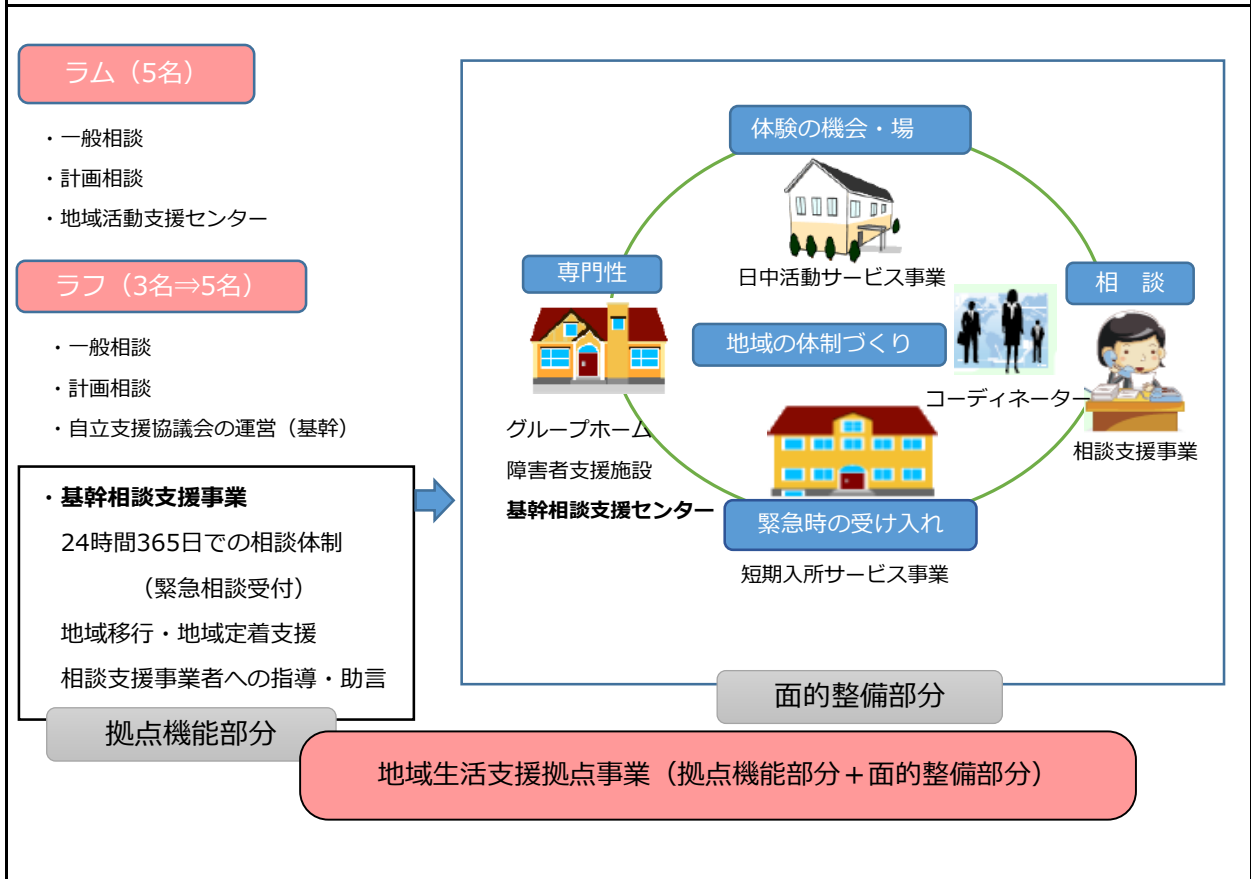 ラム（5名）
・一般相談
・計画相談
・地域活動支援センター
ラフ（3名⇒5名）
・一般相談
・計画相談
・自立支援協議会の運営（基幹）
・基幹相談支援事業
24時間365日での相談体制
（緊急相談受付）
地域移行・地域定着支援
相談支援事業者への指導・助言
拠点機能部分
体験の機会・場
日中活動サービス事業
専門性
グループホーム
障害者支援施設
基幹相談支援センター
地域の体制づくり
コーディネーター
相　談
相談支援事業
緊急時の受け入れ
短期入所サービス事業
面的整備部分
地域生活支援拠点事業（拠点機能部分＋面的整備部分）